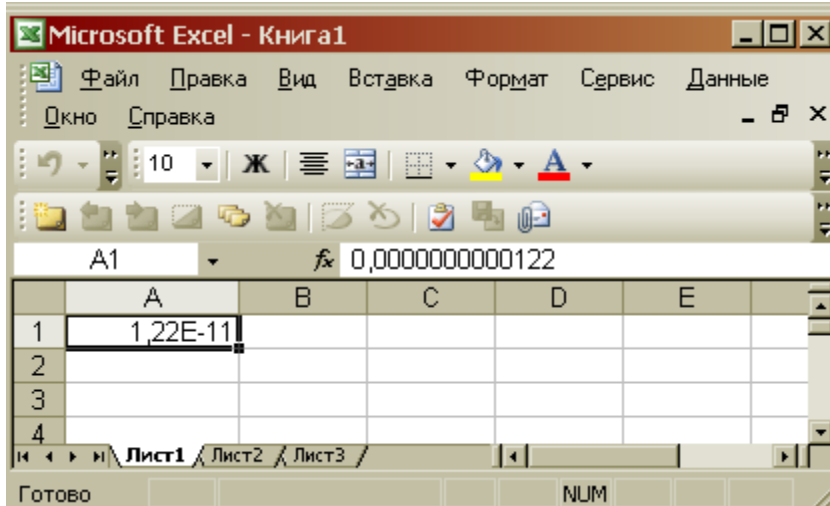 Microsoft Excel - Книга1
Файл Правка Вид Вставка Формат Сервис Данные
Окно Справка
10 Ж A
A1 fx 0,0000000000122
A B C D E
1 1,22E-11
2
3
4
Лист1 Лист2 Лист3
Готово NUM